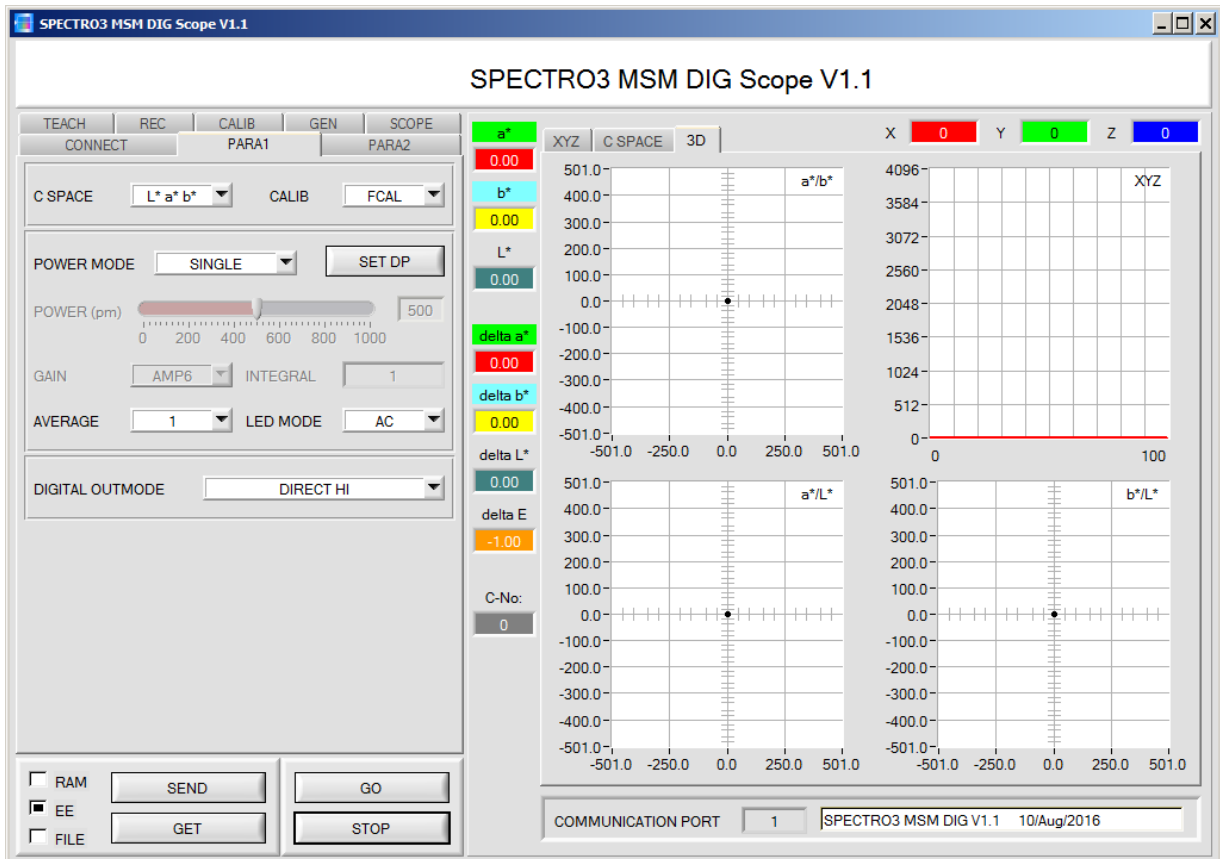 SPECTRO3 MSM DIG Scope V1.1
SPECTRO3 MSM DIG Scope V1.1
TEACH REC CALIB GEN SCOPE
CONNECT PARA1 PARA2
C SPACE L* a* b* CALIB FCAL
POWER MODE SINGLE SET DP
POWER (pm) 500
0 200 400 600 800 1000
GAIN AMP6 INTEGRAL 1
AVERAGE 1 LED MODE AC
DIGITAL OUTMODE DIRECT HI
RAM
EE
FILE
SEND
GET
GO
STOP
a*
0.00
b*
0.00
L*
0.00
delta a*
0.00
delta b*
0.00
delta L*
0.00
delta E
-1.00
C-No:
0
XYZ C SPACE 3D
X 0 Y 0 Z 0
a*/b*
501.0
400.0
300.0
200.0
100.0
0.0
-100.0
-200.0
-300.0
-400.0
-501.0
-501.0 -250.0 0.0 250.0 501.0
XYZ
4096
3584
3072
2560
2048
1536
1024
512
0
0 100
a*/L*
501.0
400.0
300.0
200.0
100.0
0.0
-100.0
-200.0
-300.0
-400.0
-501.0
-501.0 -250.0 0.0 250.0 501.0
b*/L*
501.0
400.0
300.0
200.0
100.0
0.0
-100.0
-200.0
-300.0
-400.0
-501.0
-501.0 -250.0 0.0 250.0 501.0
COMMUNICATION PORT 1 SPECTRO3 MSM DIG V1.1 10/Aug/2016